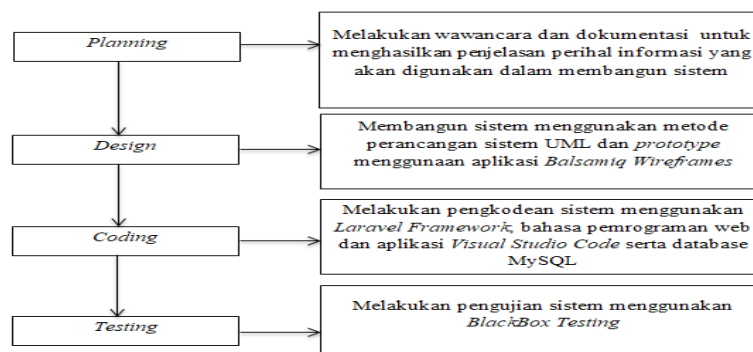 Planning
Melakukan wawancara dan dokumentasi untuk
menghasilkan penjelasan perihal informasi yang
akan digunakan dalam membangun sistem
Design
Membangun sistem menggunakan metode
perancangan sistem UML dan prototype
menggunaan aplikasi Balsamiq Wireframes
Coding
Melakukan pengkodean sistem menggunakan
Laravel Framework, bahasa pemrograman web
dan aplikasi Visual Studio Code serta database
MySQL
Testing
Melakukan pengujian sistem menggunakan
BlackBox Testing